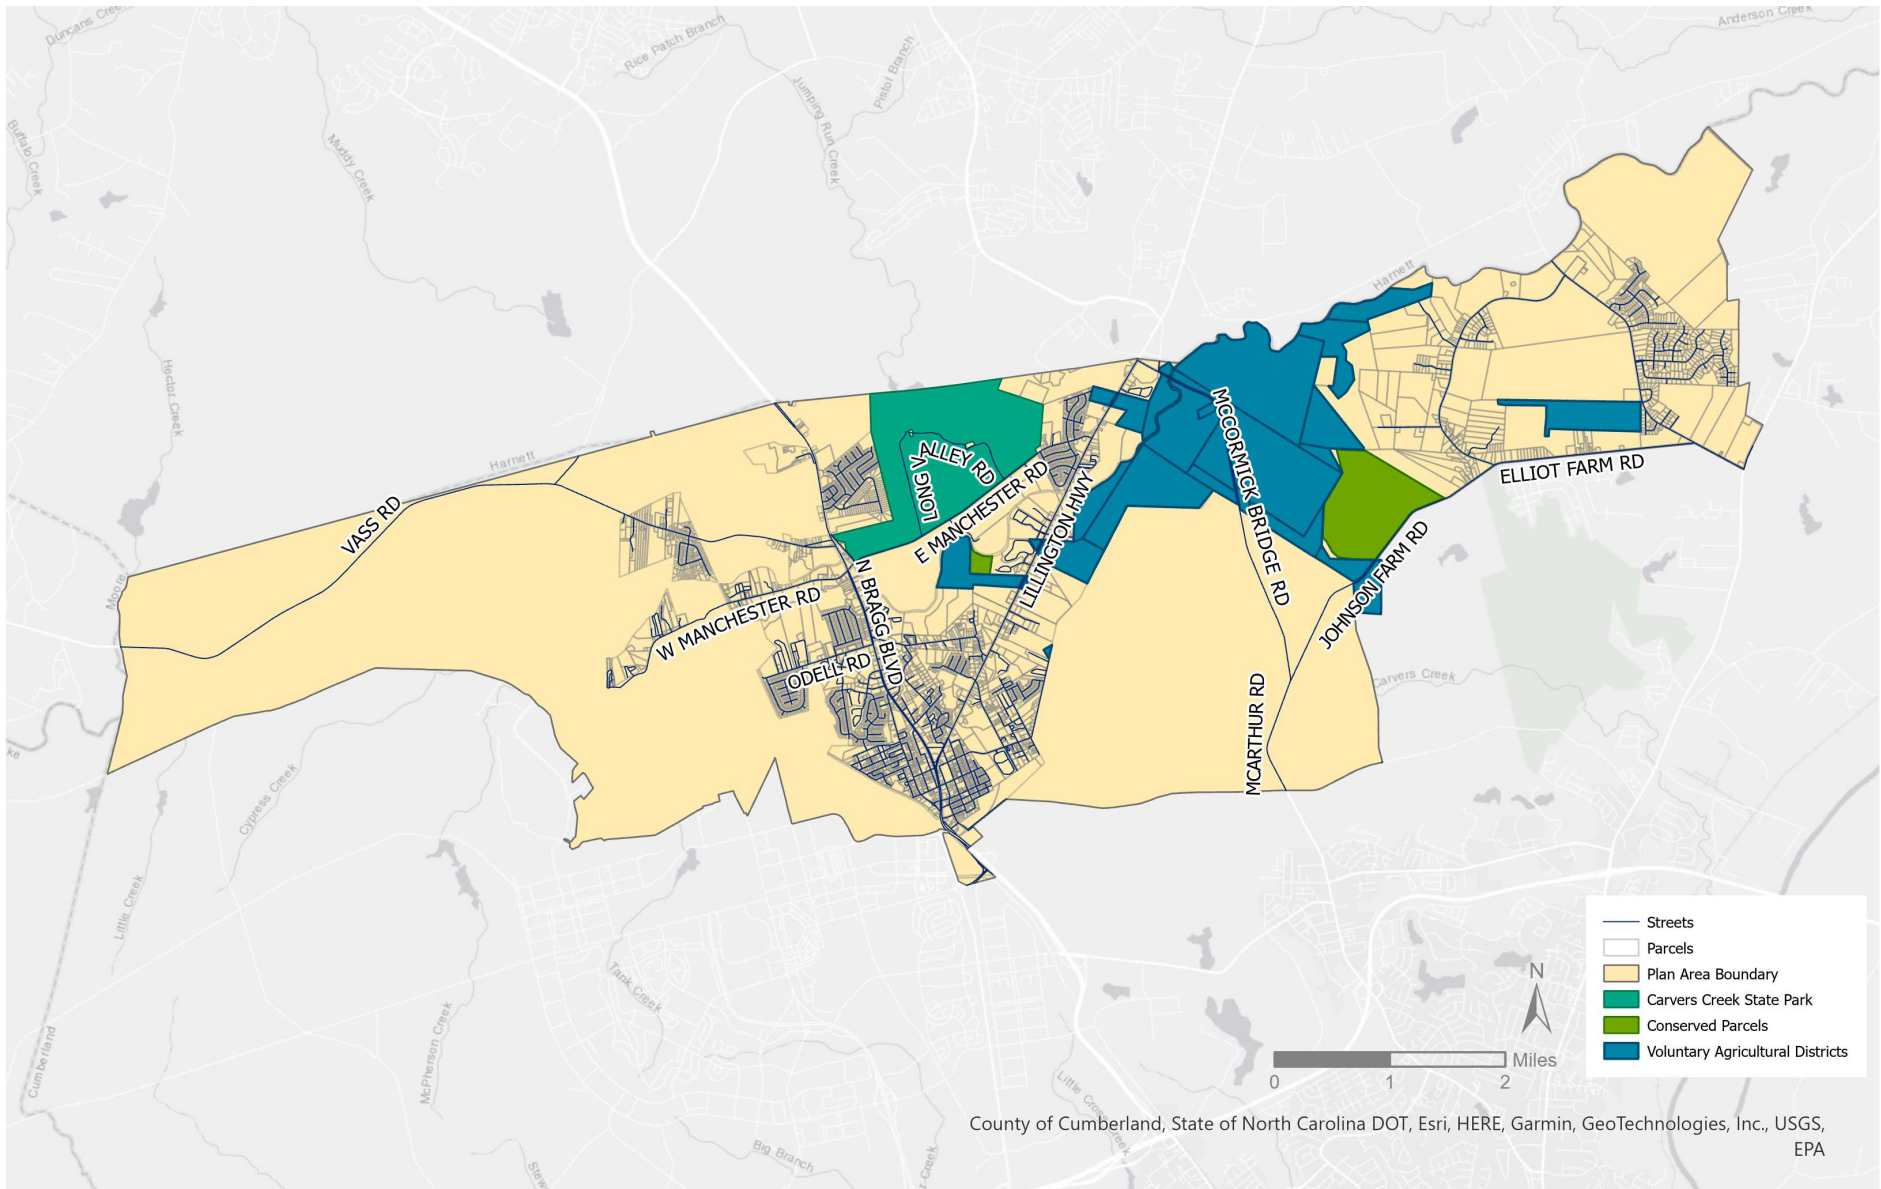 Duncans Creek
Rice Patch Branch
Pistol Branch
Anderson Creek
Buffalo Creek
Muddy Creek
Jumping Run Creek
Hector Creek
Harnett
Harnett
Moore
VASS RD
W MANCHESTER RD
ODELL RD
N BRAGG BLVD
LONG VALLEY RD
E MANCHESTER RD
LILLINGTON HWY
MCCORMICK BRIDGE RD
ELLIOT FARM RD
JOHNSON FARM RD
MCARTHUR RD
Carvers Creek
ke
Cypress Creek
Little Creek
Tank Creek
McPherson Creek
Cumberland
Little Cross Creek
Big Branch
Stew
Creek
Streets
Parcels
Plan Area Boundary
Carvers Creek State Park
Conserved Parcels
Voluntary Agricultural Districts
N
Miles
0 1 2
County of Cumberland, State of North Carolina DOT, Esri, HERE, Garmin, GeoTechnologies, Inc., USGS,
EPA